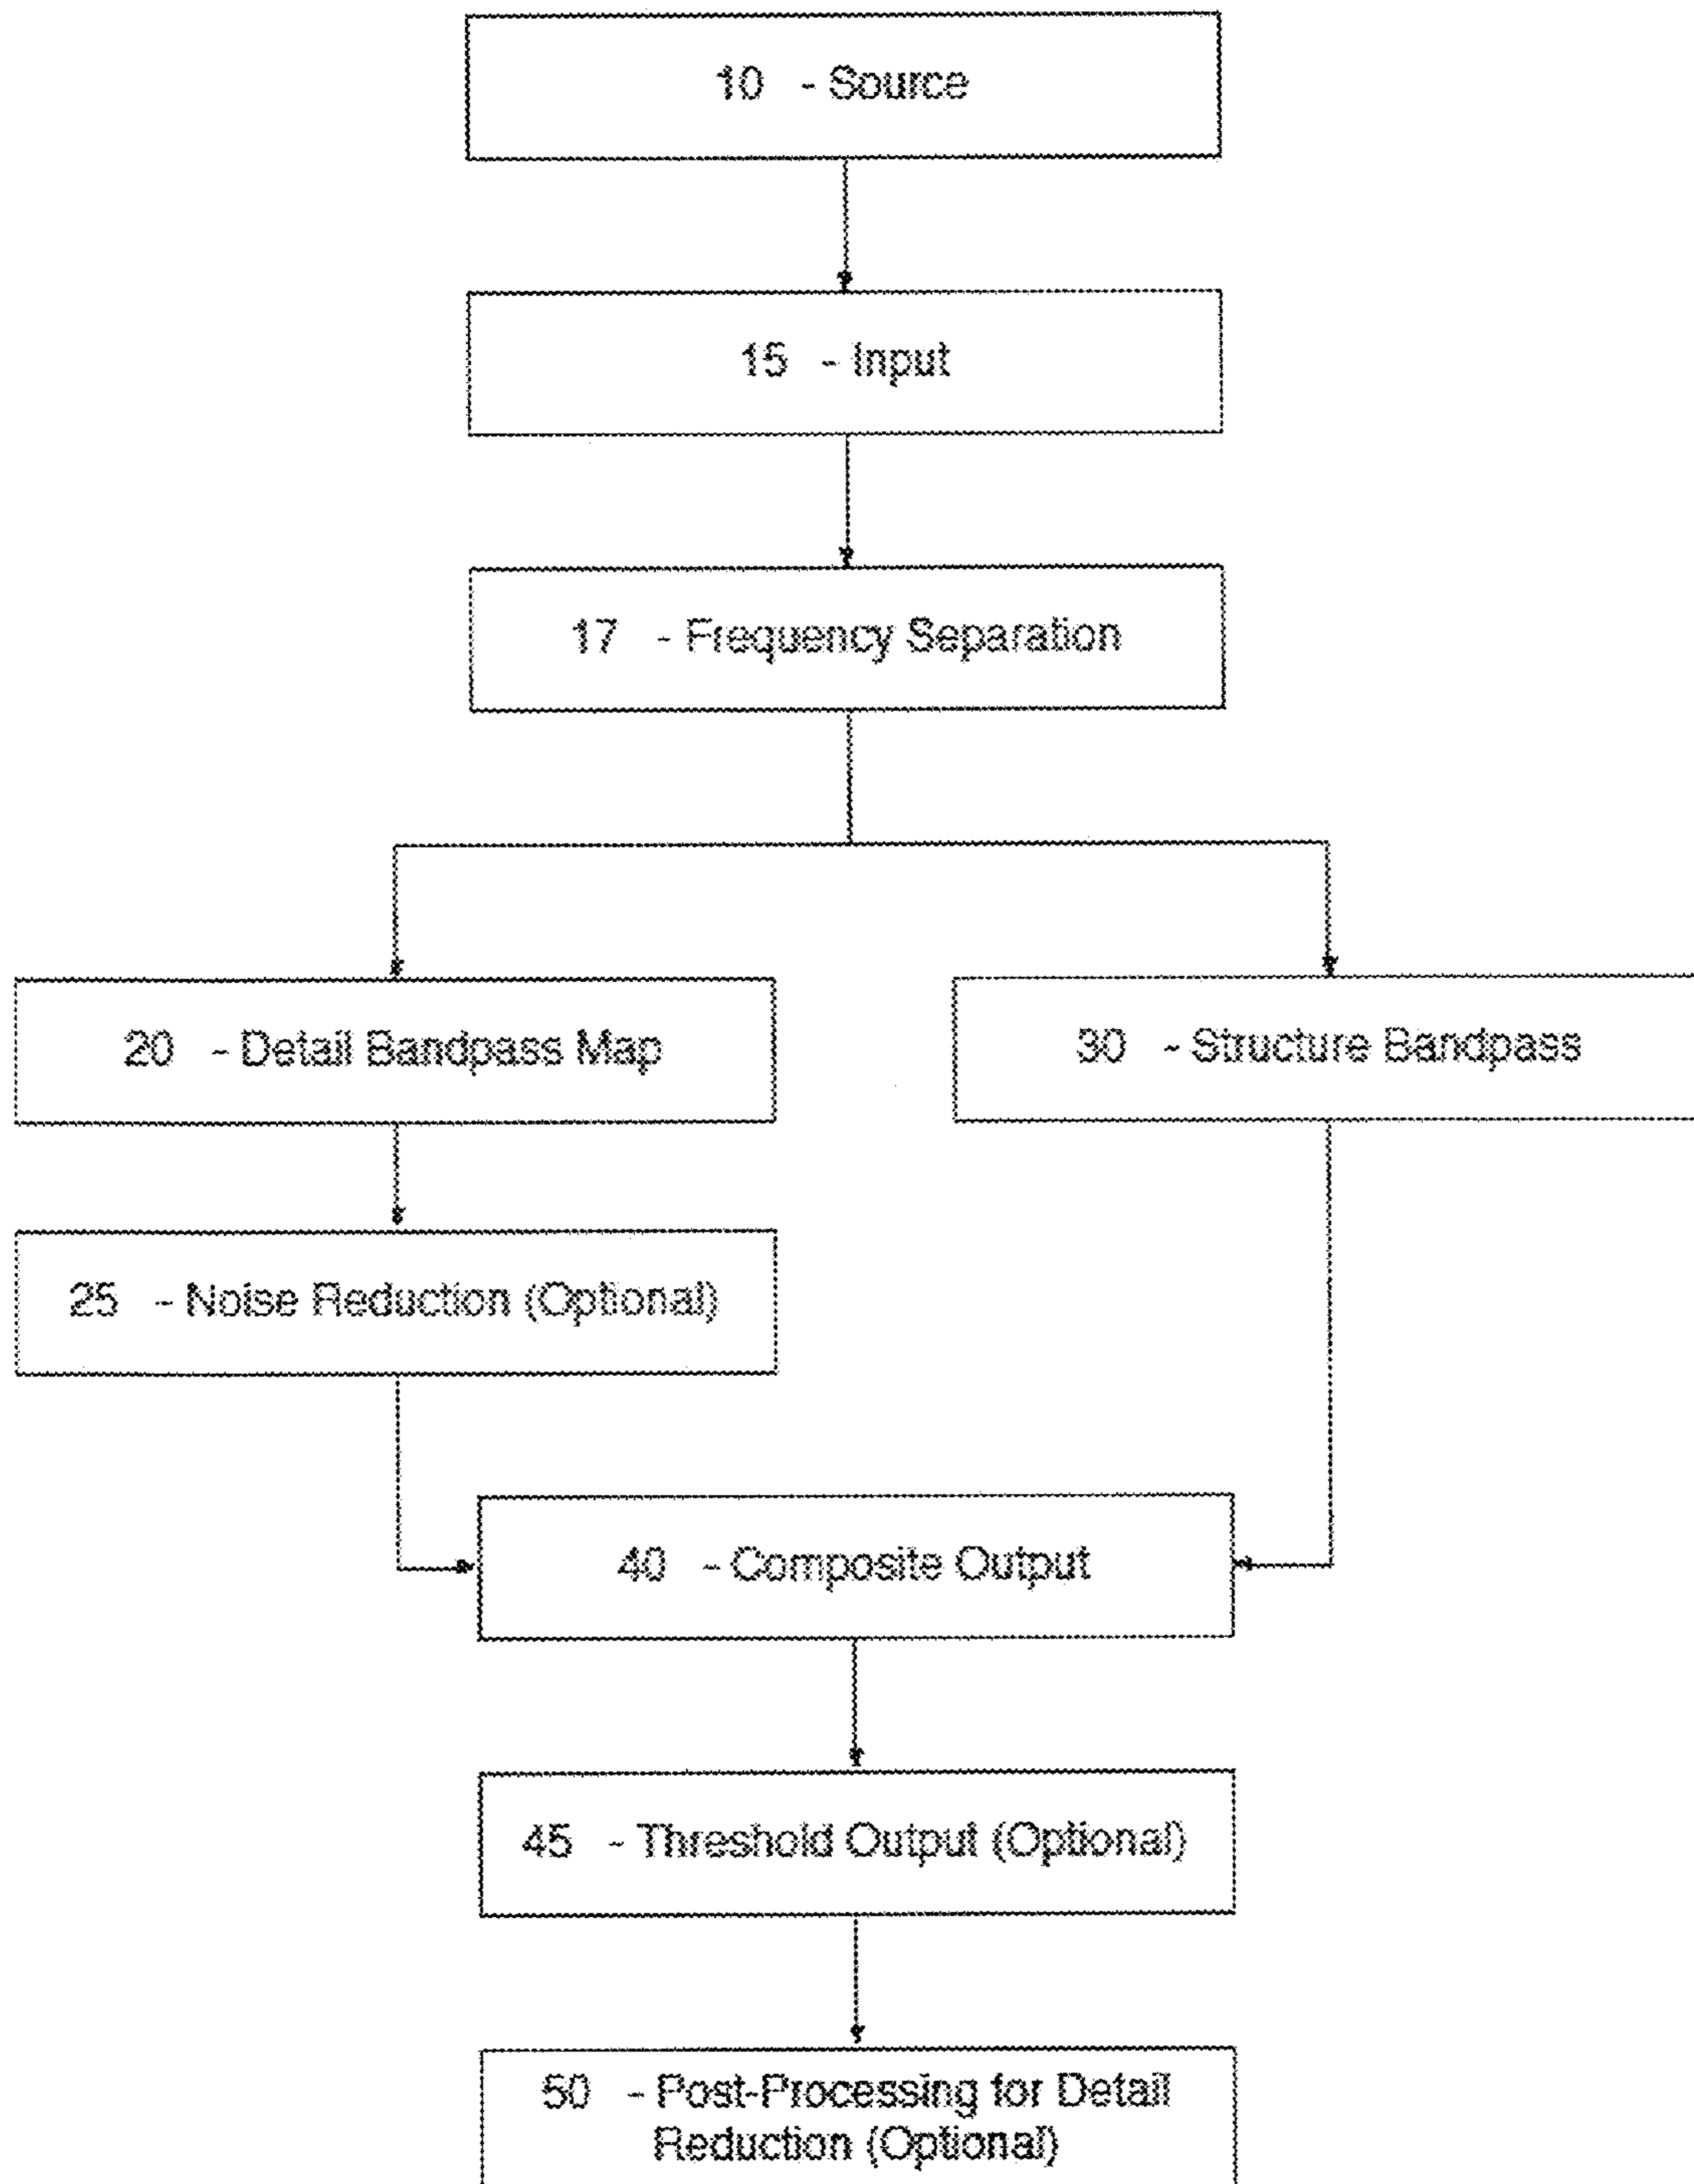 10 - Source
15 - Input
17 - Frequency Separation
20 - Detail Bandpass Map
30 - Structure Bandpass
25 - Noise Reduction (Optional)
40 - Composite Output
45 - Threshold Output (Optional)
50 - Post-Processing for Detail
Reduction (Optional)